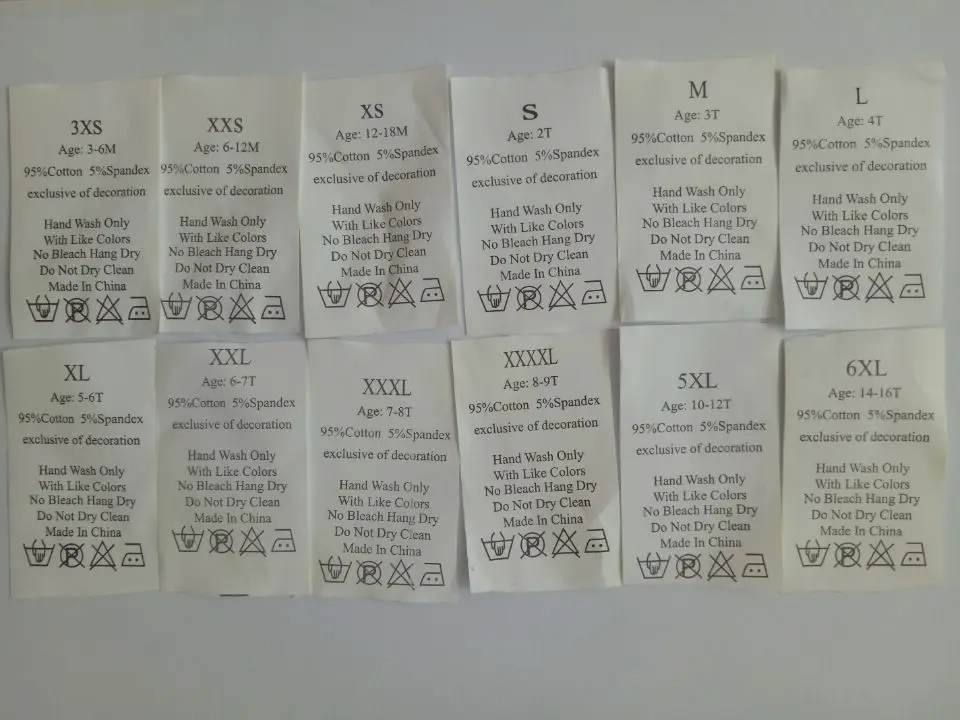 3XS
Age: 3-6M
95%Cotton 5%Spandex
exclusive of decoration
Hand Wash Only
With Like Colors
No Bleach Hang Dry
Do Not Dry Clean
Made In China
XXS
Age: 6-12M
95%Cotton 5%Spandex
exclusive of decoration
Hand Wash Only
With Like Colors
No Bleach Hang Dry
Do Not Dry Clean
Made In China
XS
Age: 12-18M
95%Cotton 5%Spandex
exclusive of decoration
Hand Wash Only
With Like Colors
No Bleach Hang Dry
Do Not Dry Clean
Made In China
S
Age: 2T
95%Cotton 5%Spandex
exclusive of decoration
Hand Wash Only
With Like Colors
No Bleach Hang Dry
Do Not Dry Clean
Made In China
M
Age: 3T
95%Cotton 5%Spandex
exclusive of decoration
Hand Wash Only
With Like Colors
No Bleach Hang Dry
Do Not Dry Clean
Made In China
L
Age: 4T
95%Cotton 5%Spandex
exclusive of decoration
Hand Wash Only
With Like Colors
No Bleach Hang Dry
Do Not Dry Clean
Made In China
XL
Age: 5-6T
95%Cotton 5%Spandex
exclusive of decoration
Hand Wash Only
With Like Colors
No Bleach Hang Dry
Do Not Dry Clean
Made In China
XXL
Age: 6-7T
95%Cotton 5%Spandex
exclusive of decoration
Hand Wash Only
With Like Colors
No Bleach Hang Dry
Do Not Dry Clean
Made In China
XXXL
Age: 7-8T
95%Cotton 5%Spandex
exclusive of decoration
Hand Wash Only
With Like Colors
No Bleach Hang Dry
Do Not Dry Clean
Made In China
XXXXL
Age: 8-9T
95%Cotton 5%Spandex
exclusive of decoration
Hand Wash Only
With Like Colors
No Bleach Hang Dry
Do Not Dry Clean
Made In China
5XL
Age: 10-12T
95%Cotton 5%Spandex
exclusive of decoration
Hand Wash Only
With Like Colors
No Bleach Hang Dry
Do Not Dry Clean
Made In China
6XL
Age: 14-16T
95%Cotton 5%Spandex
exclusive of decoration
Hand Wash Only
With Like Colors
No Bleach Hang Dry
Do Not Dry Clean
Made In China